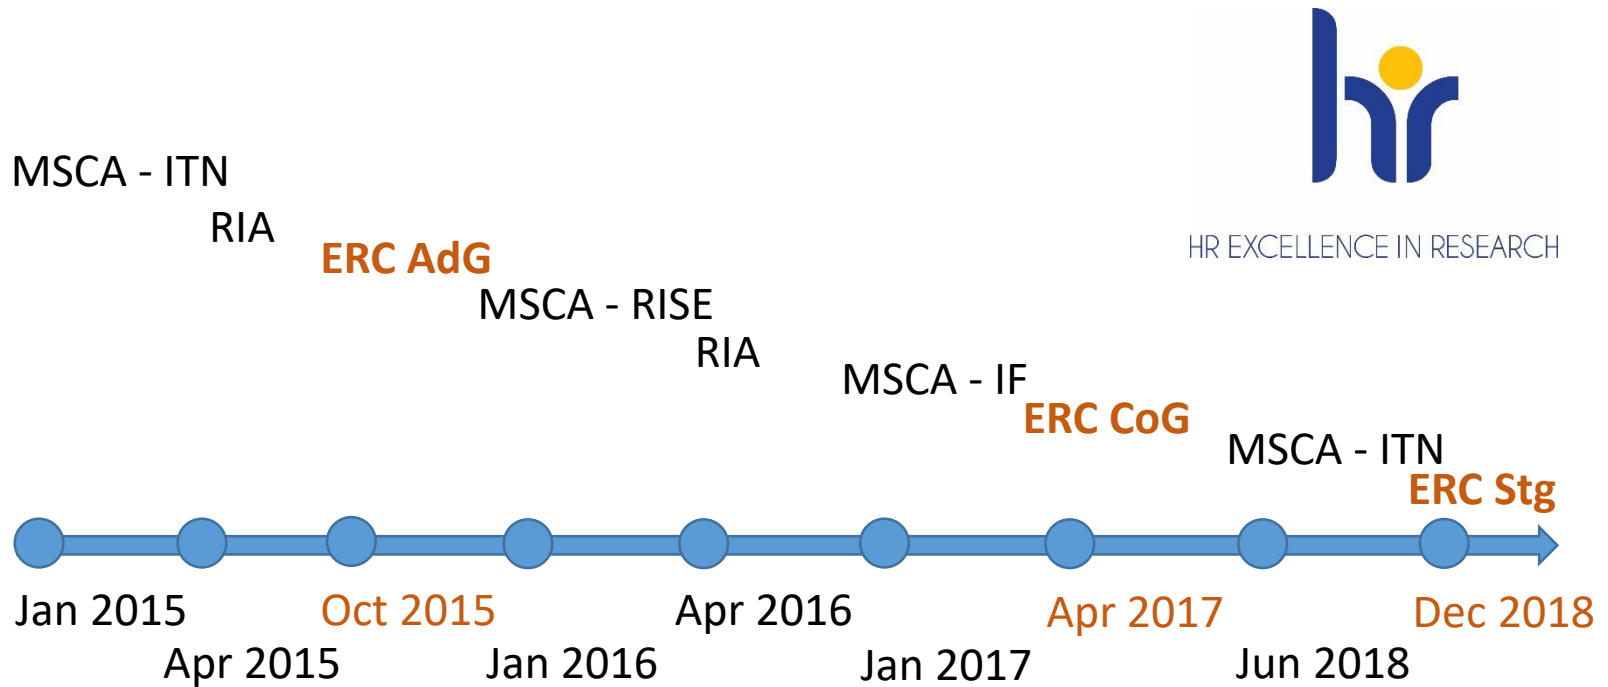 MSCA - ITN
RIA
ERC AdG
MSCA - RISE
RIA
MSCA - IF
ERC CoG
MSCA - ITN
ERC Stg
hr
HR EXCELLENCE IN RESEARCH
Jan 2015
Apr 2015
Oct 2015
Jan 2016
Apr 2016
Jan 2017
Apr 2017
Jun 2018
Dec 2018